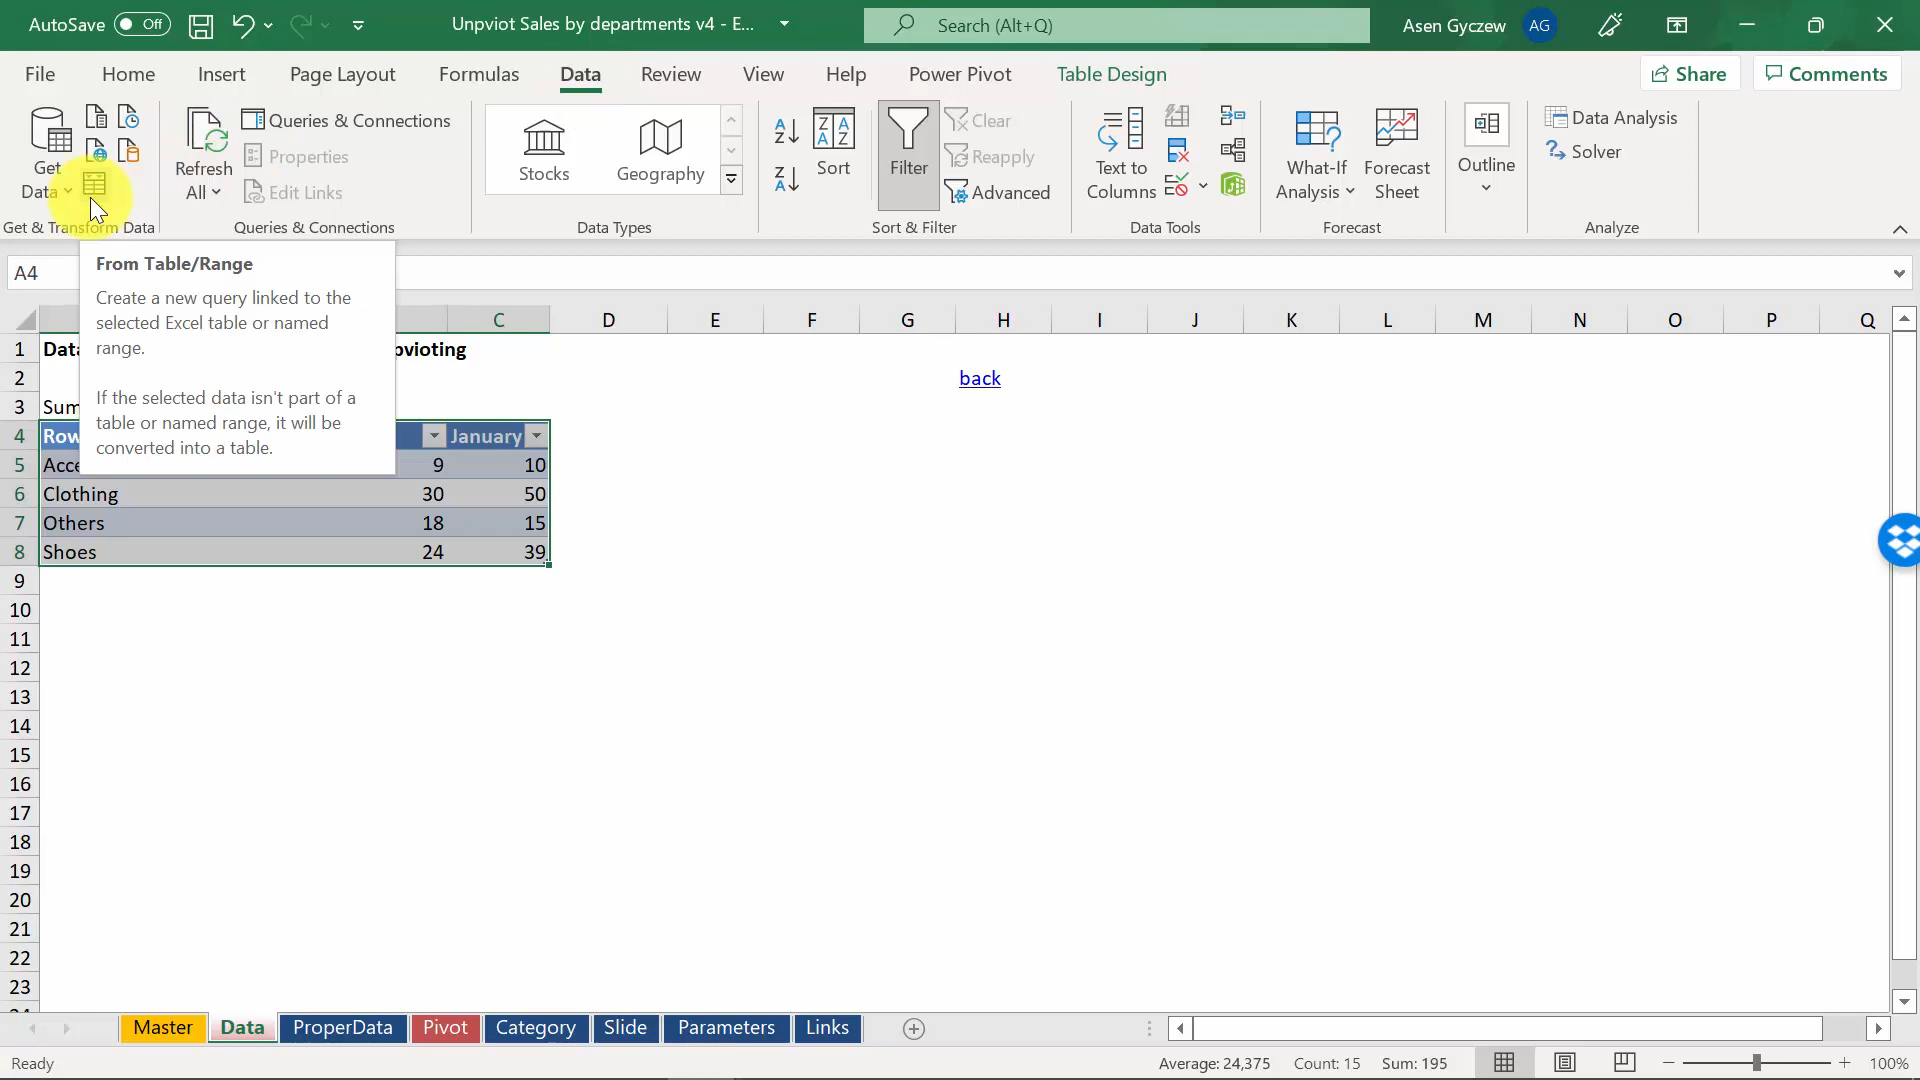 AutoSave Off
Unpviot Sales by departments v4 - E...
Search (Alt+Q)
Asen Gyczew AG
File Home Insert Page Layout Formulas Data Review View Help Power Pivot Table Design
Share Comments
Get
Data
Refresh
All
Queries & Connections
Properties
Edit Links
Stocks
Geography
Sort
Filter
Clear
Reapply
Advanced
Text to
Columns
What-If
Analysis
Forecast
Sheet
Outline
Data Analysis
Solver
Get & Transform Data Queries & Connections Data Types Sort & Filter Data Tools Forecast Analyze
A4
From Table/Range
Create a new query linked to the
selected Excel table or named
range.
If the selected data isn't part of a
table or named range, it will be
converted into a table.
C D E F G H I J K L M N O P Q
1 Data pvioting
2 back
3 Sum
4 Row January
5 Acce 9 10
6 Clothing 30 50
7 Others 18 15
8 Shoes 24 39
9
10
11
12
13
14
15
16
17
18
19
20
21
22
23
Master Data ProperData Pivot Category Slide Parameters Links
Ready
Average: 24,375 Count: 15 Sum: 195
100%